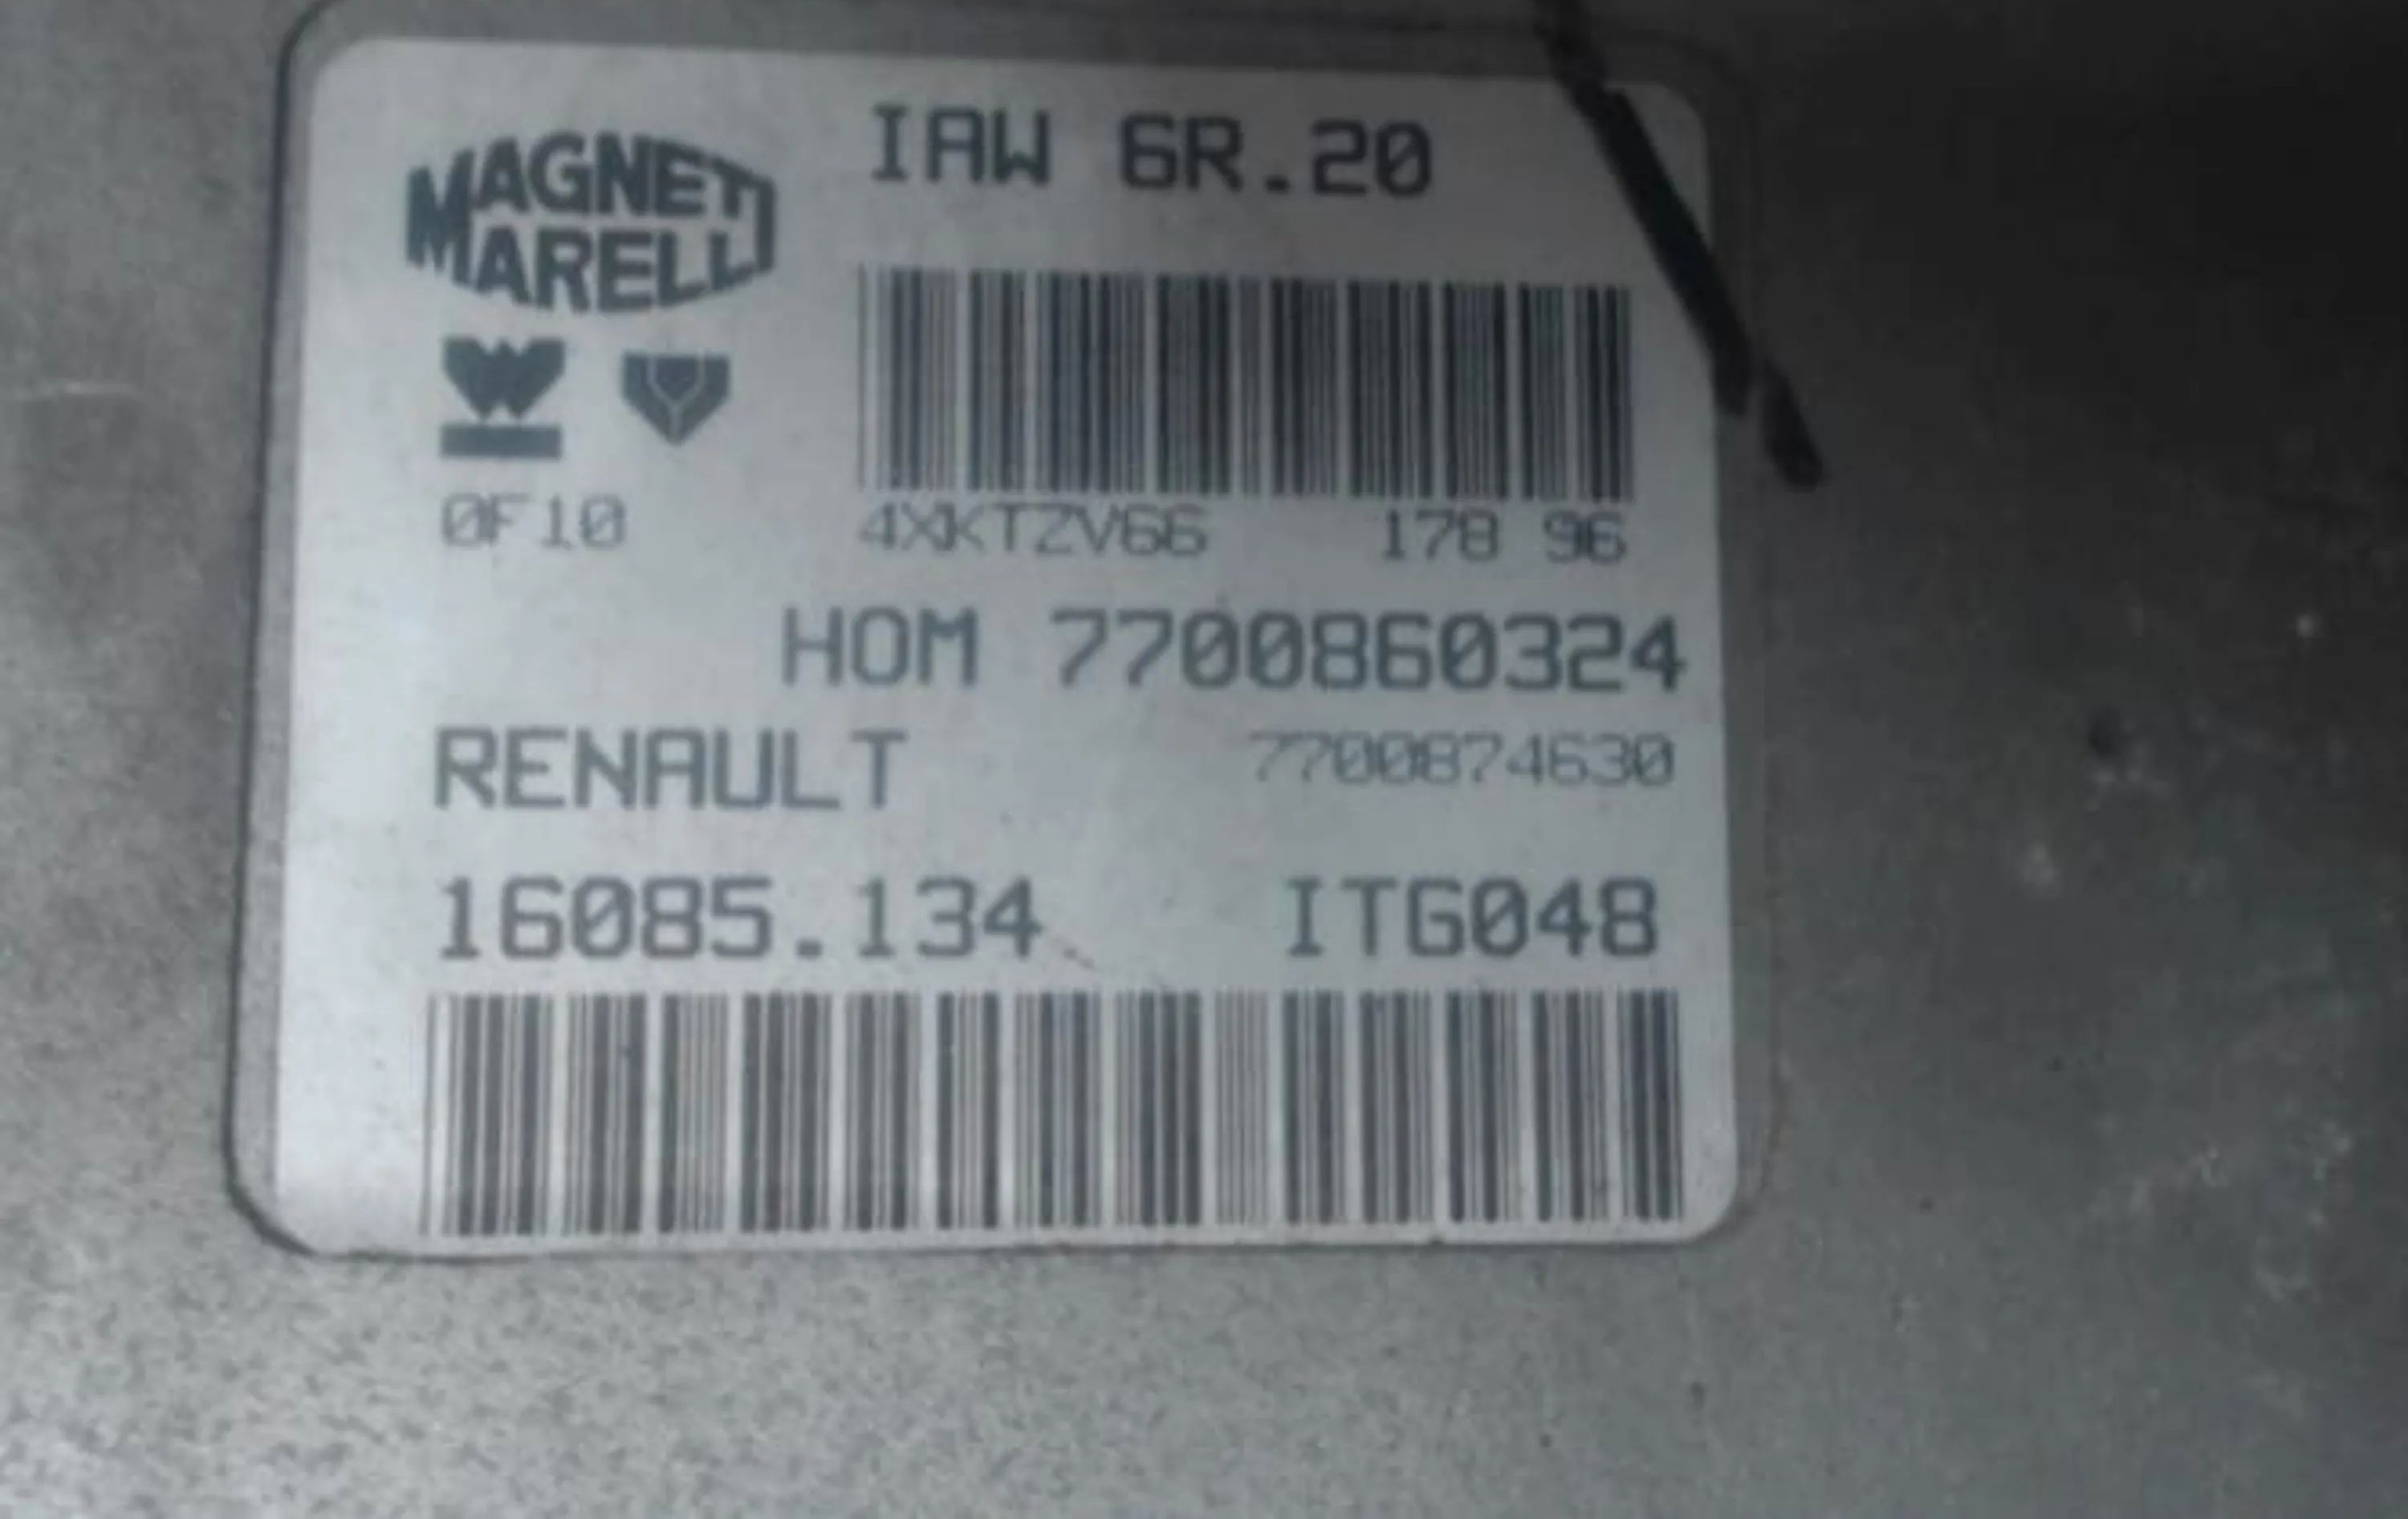 MAGNETI
MARELLI
IAW 6R.20
0F10
4XKTZV66 178 96
HOM 7700860324
RENAULT 7700874630
16085.134 ITG048